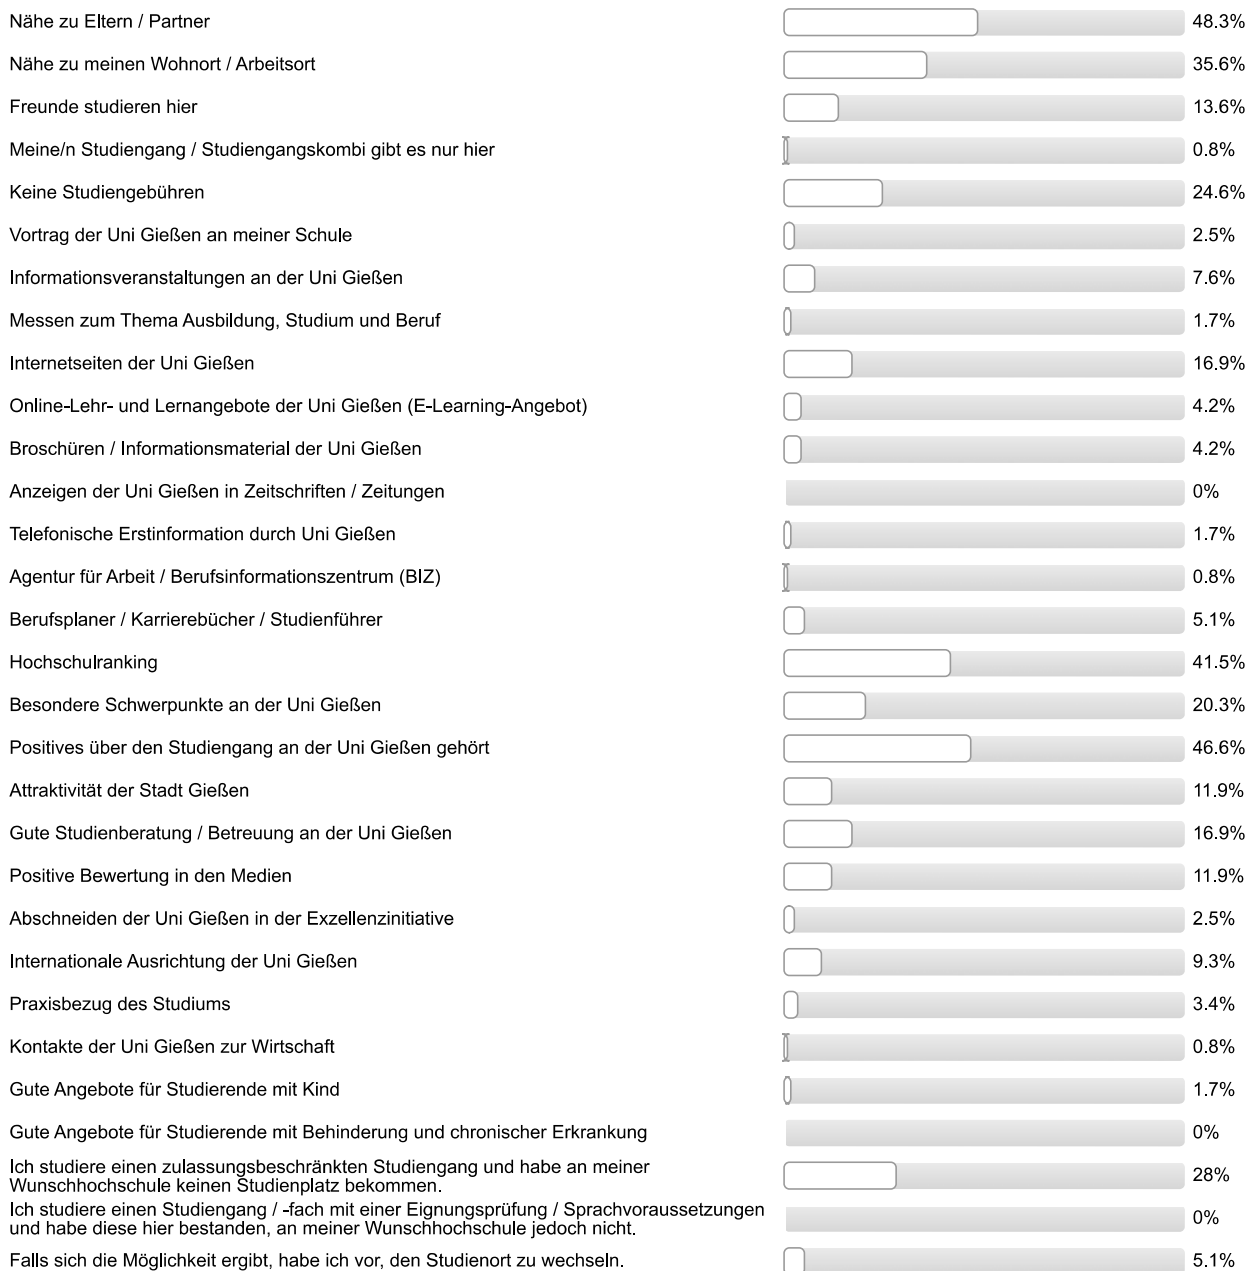 Nähe zu Eltern / Partner 48.3%
Nähe zu meinen Wohnort / Arbeitsort 35.6%
Freunde studieren hier 13.6%
Meine/n Studiengang / Studiengangskombi gibt es nur hier 0.8%
Keine Studiengebühren 24.6%
Vortrag der Uni Gießen an meiner Schule 2.5%
Informationsveranstaltungen an der Uni Gießen 7.6%
Messen zum Thema Ausbildung, Studium und Beruf 1.7%
Internetseiten der Uni Gießen 16.9%
Online-Lehr- und Lernangebote der Uni Gießen (E-Learning-Angebot) 4.2%
Broschüren / Informationsmaterial der Uni Gießen 4.2%
Anzeigen der Uni Gießen in Zeitschriften / Zeitungen 0%
Telefonische Erstinformation durch Uni Gießen 1.7%
Agentur für Arbeit / Berufsinformationszentrum (BIZ) 0.8%
Berufsplaner / Karrierebücher / Studienführer 5.1%
Hochschulranking 41.5%
Besondere Schwerpunkte an der Uni Gießen 20.3%
Positives über den Studiengang an der Uni Gießen gehört 46.6%
Attraktivität der Stadt Gießen 11.9%
Gute Studienberatung / Betreuung an der Uni Gießen 16.9%
Positive Bewertung in den Medien 11.9%
Abschneiden der Uni Gießen in der Exzellenzinitiative 2.5%
Internationale Ausrichtung der Uni Gießen 9.3%
Praxisbezug des Studiums 3.4%
Kontakte der Uni Gießen zur Wirtschaft 0.8%
Gute Angebote für Studierende mit Kind 1.7%
Gute Angebote für Studierende mit Behinderung und chronischer Erkrankung 0%
Ich studiere einen zulassungsbeschränkten Studiengang und habe an meiner
Wunschhochschule keinen Studienplatz bekommen. 28%
Ich studiere einen Studiengang / -fach mit einer Eignungsprüfung / Sprachvoraussetzungen
und habe diese hier bestanden, an meiner Wunschhochschule jedoch nicht. 0%
Falls sich die Möglichkeit ergibt, habe ich vor, den Studienort zu wechseln. 5.1%